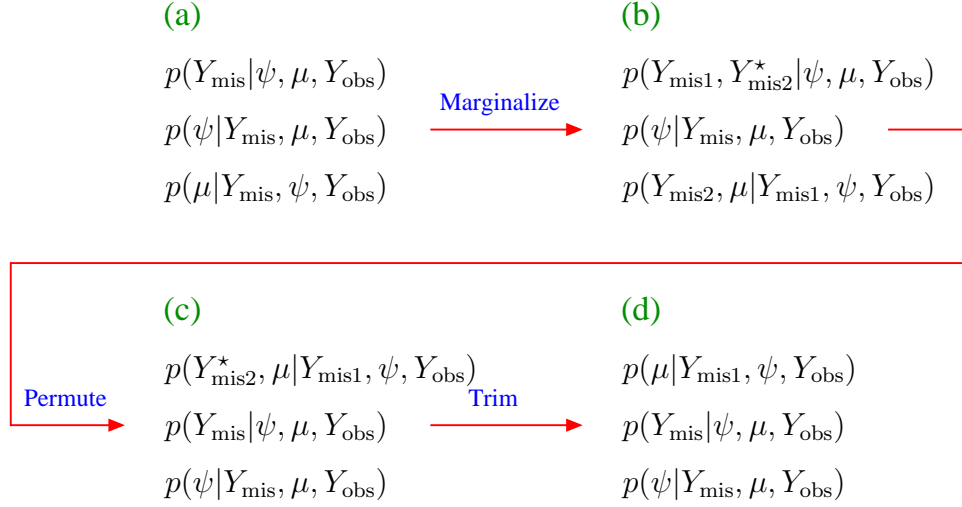 (a) (b)
p(Y_mis|ψ, μ, Y_obs) p(Y_mis1, Y^⋆_mis2|ψ, μ, Y_obs)
Marginalize
p(ψ|Y_mis, μ, Y_obs) p(ψ|Y_mis, μ, Y_obs)
p(μ|Y_mis, ψ, Y_obs) p(Y_mis2, μ|Y_mis1, ψ, Y_obs)
(c) (d)
p(Y^⋆_mis2, μ|Y_mis1, ψ, Y_obs) p(μ|Y_mis1, ψ, Y_obs)
Permute Trim
p(Y_mis|ψ, μ, Y_obs) p(Y_mis|ψ, μ, Y_obs)
p(ψ|Y_mis, μ, Y_obs) p(ψ|Y_mis, μ, Y_obs)